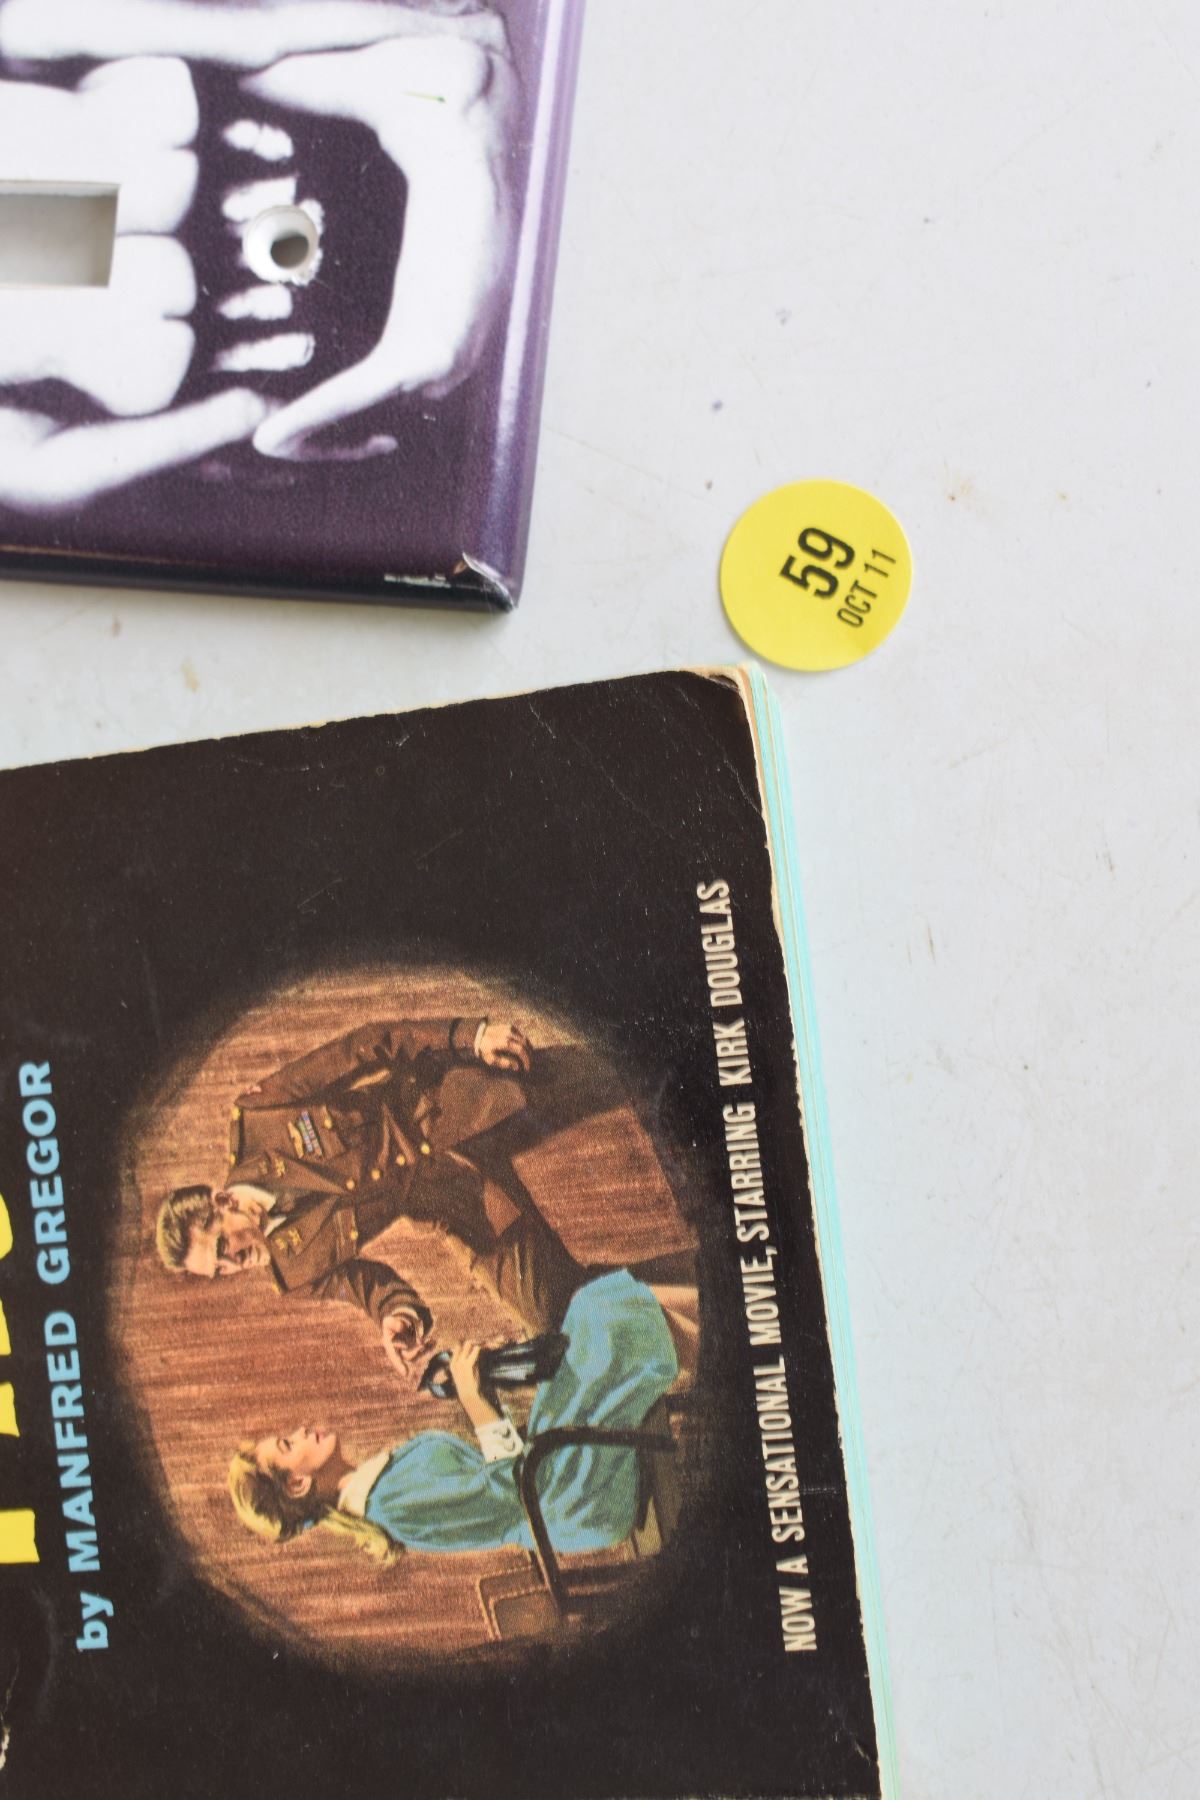 59
OCT 11
by MANFRED GREGOR
NOW A SENSATIONAL MOVIE, STARRING KIRK DOUGLAS